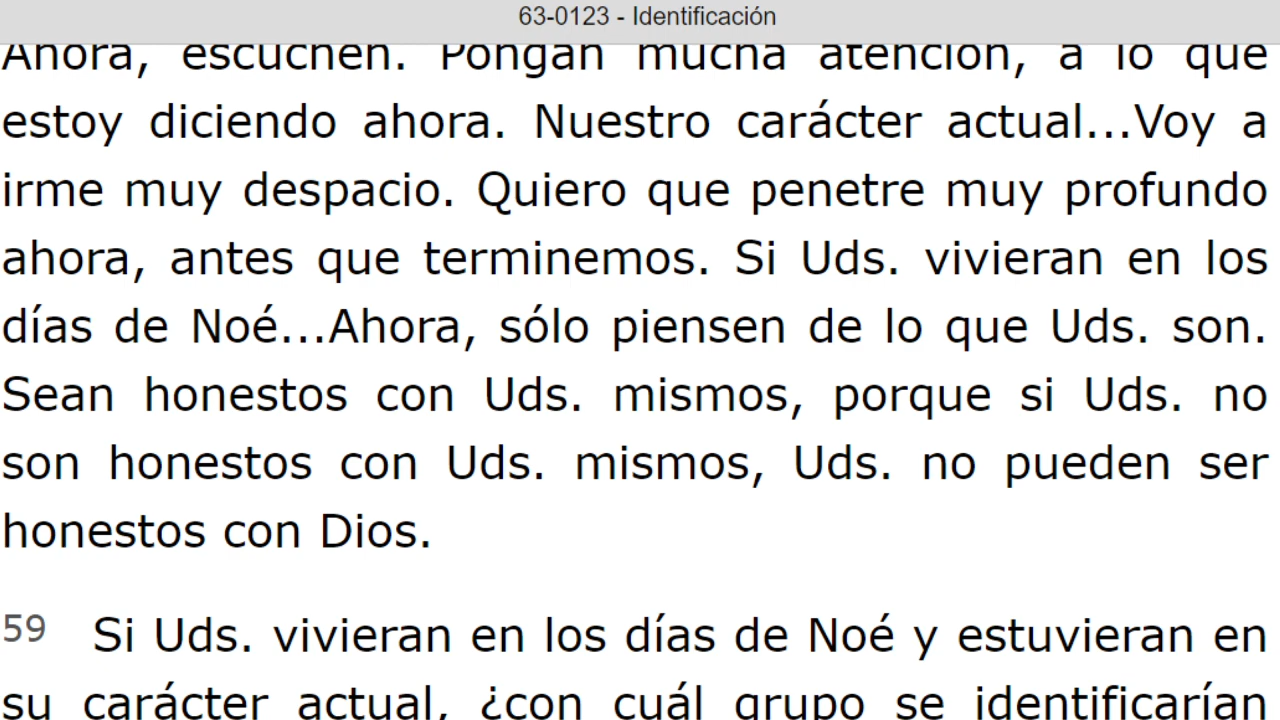 63-0123 - Identificación
Ahora, escuchen. Pongan mucha atención, a lo que
estoy diciendo ahora. Nuestro carácter actual...Voy a
irme muy despacio. Quiero que penetre muy profundo
ahora, antes que terminemos. Si Uds. vivieran en los
días de Noé...Ahora, sólo piensen de lo que Uds. son.
Sean honestos con Uds. mismos, porque si Uds. no
son honestos con Uds. mismos, Uds. no pueden ser
honestos con Dios.
59 Si Uds. vivieran en los días de Noé y estuvieran en
su carácter actual, ¿con cuál grupo se identificarían